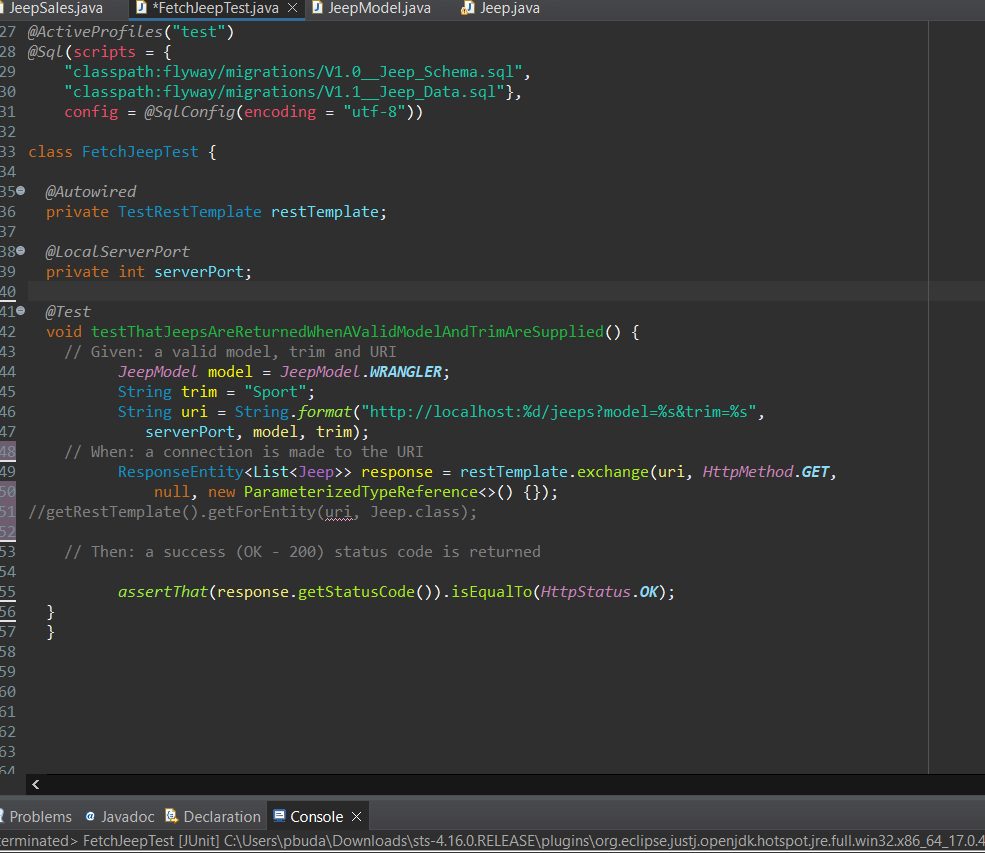 JeepSales.java *FetchJeepTest.java JeepModel.java Jeep.java
27 @ActiveProfiles("test")
28 @Sql(scripts = {
29 "classpath:flyway/migrations/V1.0__Jeep_Schema.sql",
30 "classpath:flyway/migrations/V1.1__Jeep_Data.sql"},
31 config = @SqlConfig(encoding = "utf-8"))
32
33 class FetchJeepTest {
34
35 @Autowired
36 private TestRestTemplate restTemplate;
37
38 @LocalServerPort
39 private int serverPort;
40
41 @Test
42 void testThatJeepsAreReturnedWhenAValidModelAndTrimAreSupplied() {
43 // Given: a valid model, trim and URI
44 JeepModel model = JeepModel.WRANGLER;
45 String trim = "Sport";
46 String uri = String.format("http://localhost:%d/jeeps?model=%s&trim=%s",
47 serverPort, model, trim);
48 // When: a connection is made to the URI
49 ResponseEntity<List<Jeep>> response = restTemplate.exchange(uri, HttpMethod.GET,
50 null, new ParameterizedTypeReference<>() {});
51 //getRestTemplate().getForEntity(uri, Jeep.class);
52
53 // Then: a success (OK - 200) status code is returned
54
55 assertThat(response.getStatusCode()).isEqualTo(HttpStatus.OK);
56 }
57 }
58
59
60
61
62
63
64
Problems Javadoc Declaration Console
terminated> FetchJeepTest [JUnit] C:\Users\pbuda\Downloads\sts-4.16.0.RELEASE\plugins\org.eclipse.justj.openjdk.hotspot.jre.full.win32.x86_64_17.0.4